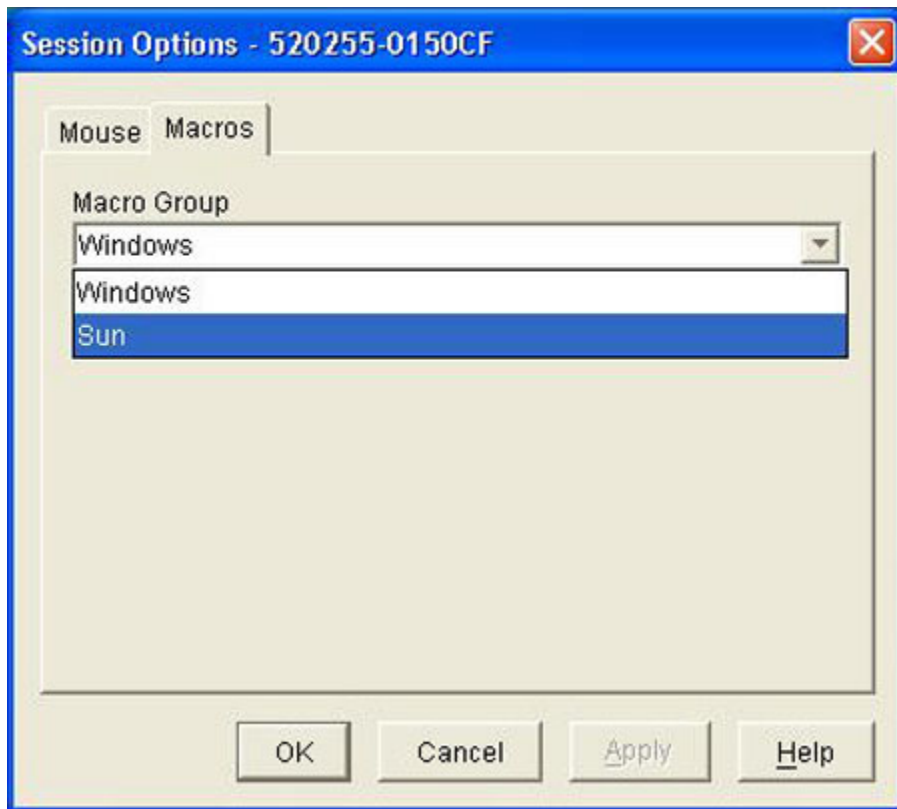 Session Options - 520255-0150CF
Mouse Macros
Macro Group
Windows
Windows
Sun
OK Cancel Apply Help